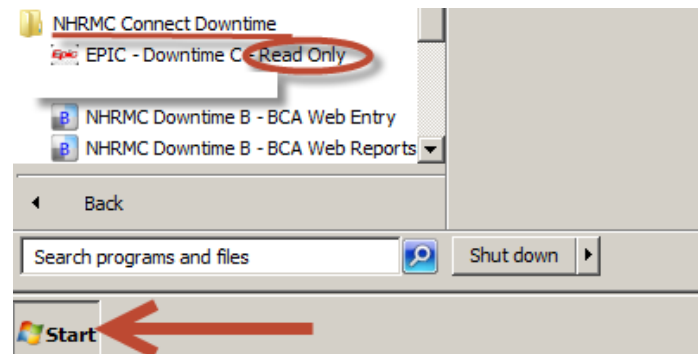 NHRMC Connect Downtime
Epic EPIC - Downtime C - Read Only
B NHRMC Downtime B - BCA Web Entry
B NHRMC Downtime B - BCA Web Reports
Back
Search programs and files Shut down
Start